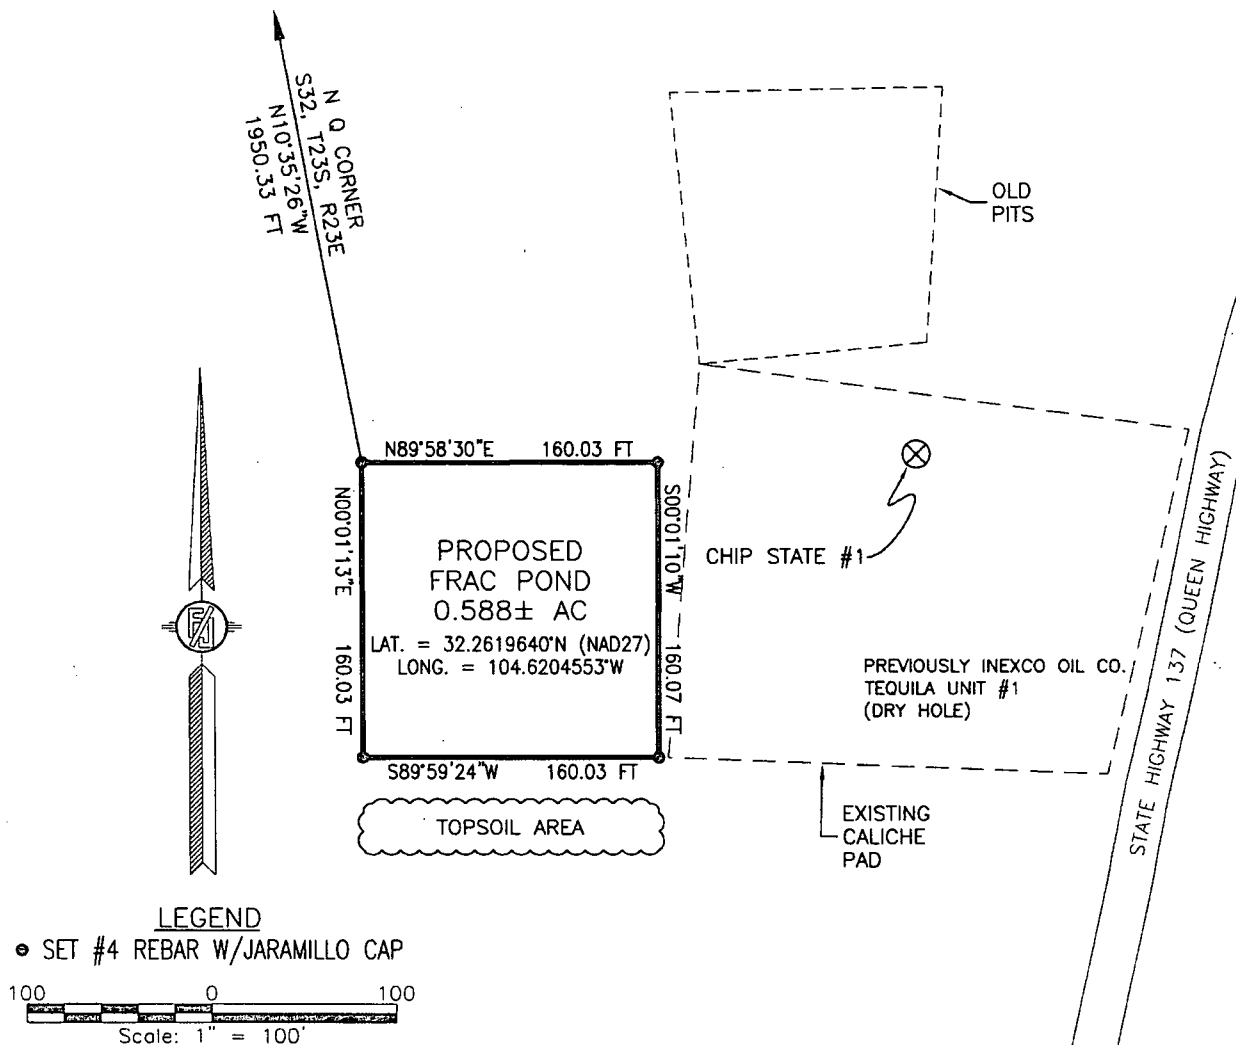 N Q CORNER
S32, T23S, R23E
N10°35'26"W
1950.33 FT
OLD
PITS
N89°58'30"E 160.03 FT
N00°01'13"E 160.03 FT
S00°01'10"W 160.07 FT
PROPOSED
FRAC POND
0.588± AC
LAT. = 32.2619640°N (NAD27)
LONG. = 104.6204553°W
S89°59'24"W 160.03 FT
CHIP STATE #1
PREVIOUSLY INEXCO OIL CO.
TEQUILA UNIT #1
(DRY HOLE)
STATE HIGHWAY 137 (QUEEN HIGHWAY)
TOPSOIL AREA
EXISTING
CALICHE
PAD
LEGEND
SET #4 REBAR W/JARAMILLO CAP
100 0 100
Scale: 1" = 100'